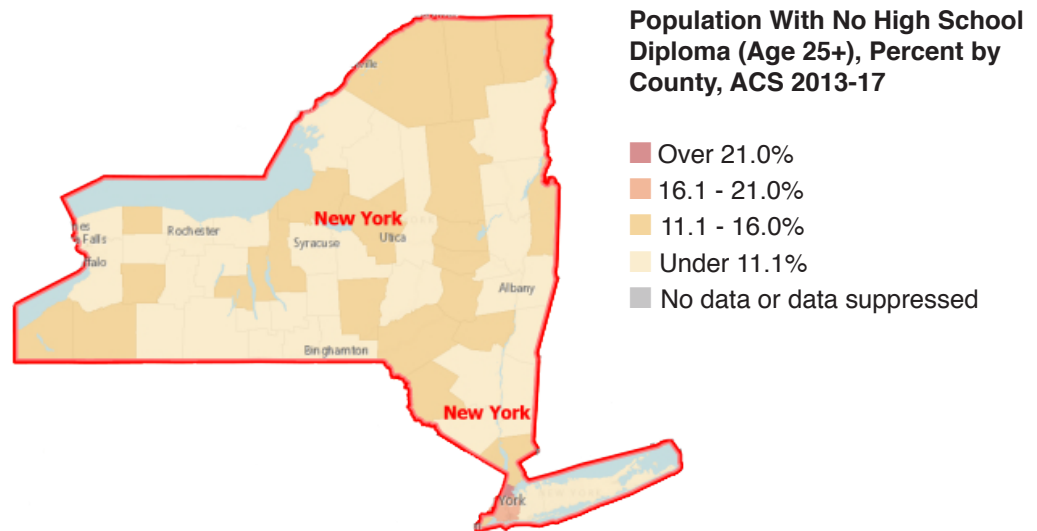 Population With No High School
Diploma (Age 25+), Percent by
County, ACS 2013-17
Over 21.0%
16.1 - 21.0%
11.1 - 16.0%
Under 11.1%
No data or data suppressed
New York
Rochester
Falls
Syracuse
Utica
Albany
Binghamton
New York
York